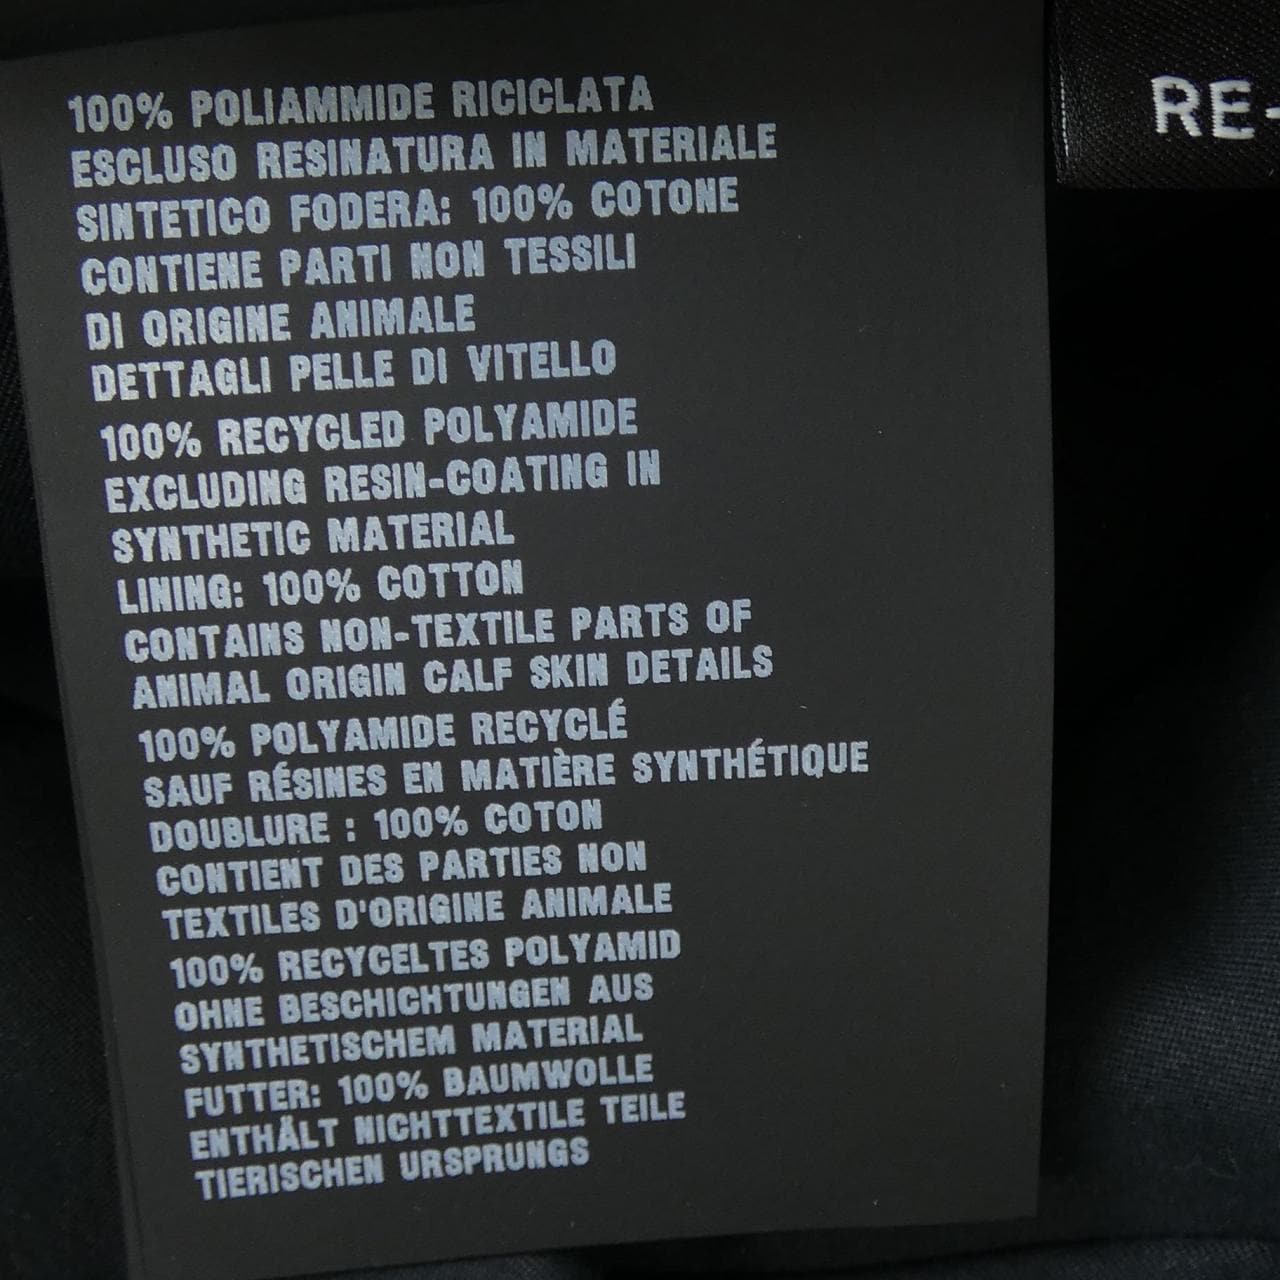 100% POLIAMMIDE RICICLATA
ESCLUSO RESINATURA IN MATERIALE
SINTETICO FODERA: 100% COTONE
CONTIENE PARTI NON TESSILI
DI ORIGINE ANIMALE
DETTAGLI PELLE DI VITELLO
100% RECYCLED POLYAMIDE
EXCLUDING RESIN-COATING IN
SYNTHETIC MATERIAL
LINING: 100% COTTON
CONTAINS NON-TEXTILE PARTS OF
ANIMAL ORIGIN CALF SKIN DETAILS
100% POLYAMIDE RECYCLÉ
SAUF RÉSINES EN MATIÈRE SYNTHÉTIQUE
DOUBLURE : 100% COTON
CONTIENT DES PARTIES NON
TEXTILES D'ORIGINE ANIMALE
100% RECYCELTES POLYAMID
OHNE BESCHICHTUNGEN AUS
SYNTHETISCHEM MATERIAL
FUTTER: 100% BAUMWOLLE
ENTHÄLT NICHTTEXTILE TEILE
TIERISCHEN URSPRUNGS
RE-